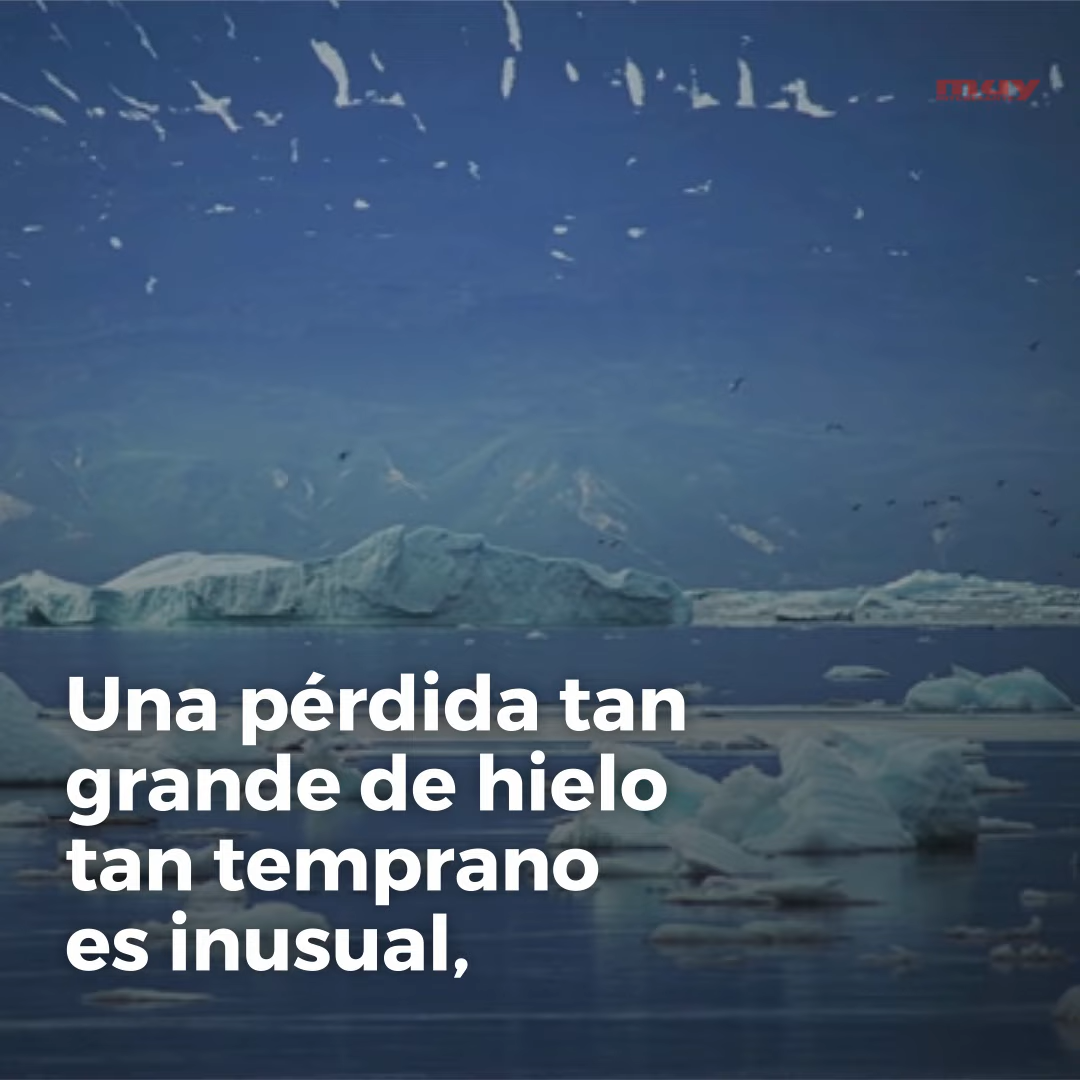 muy
Una pérdida tan
grande de hielo
tan temprano
es inusual,